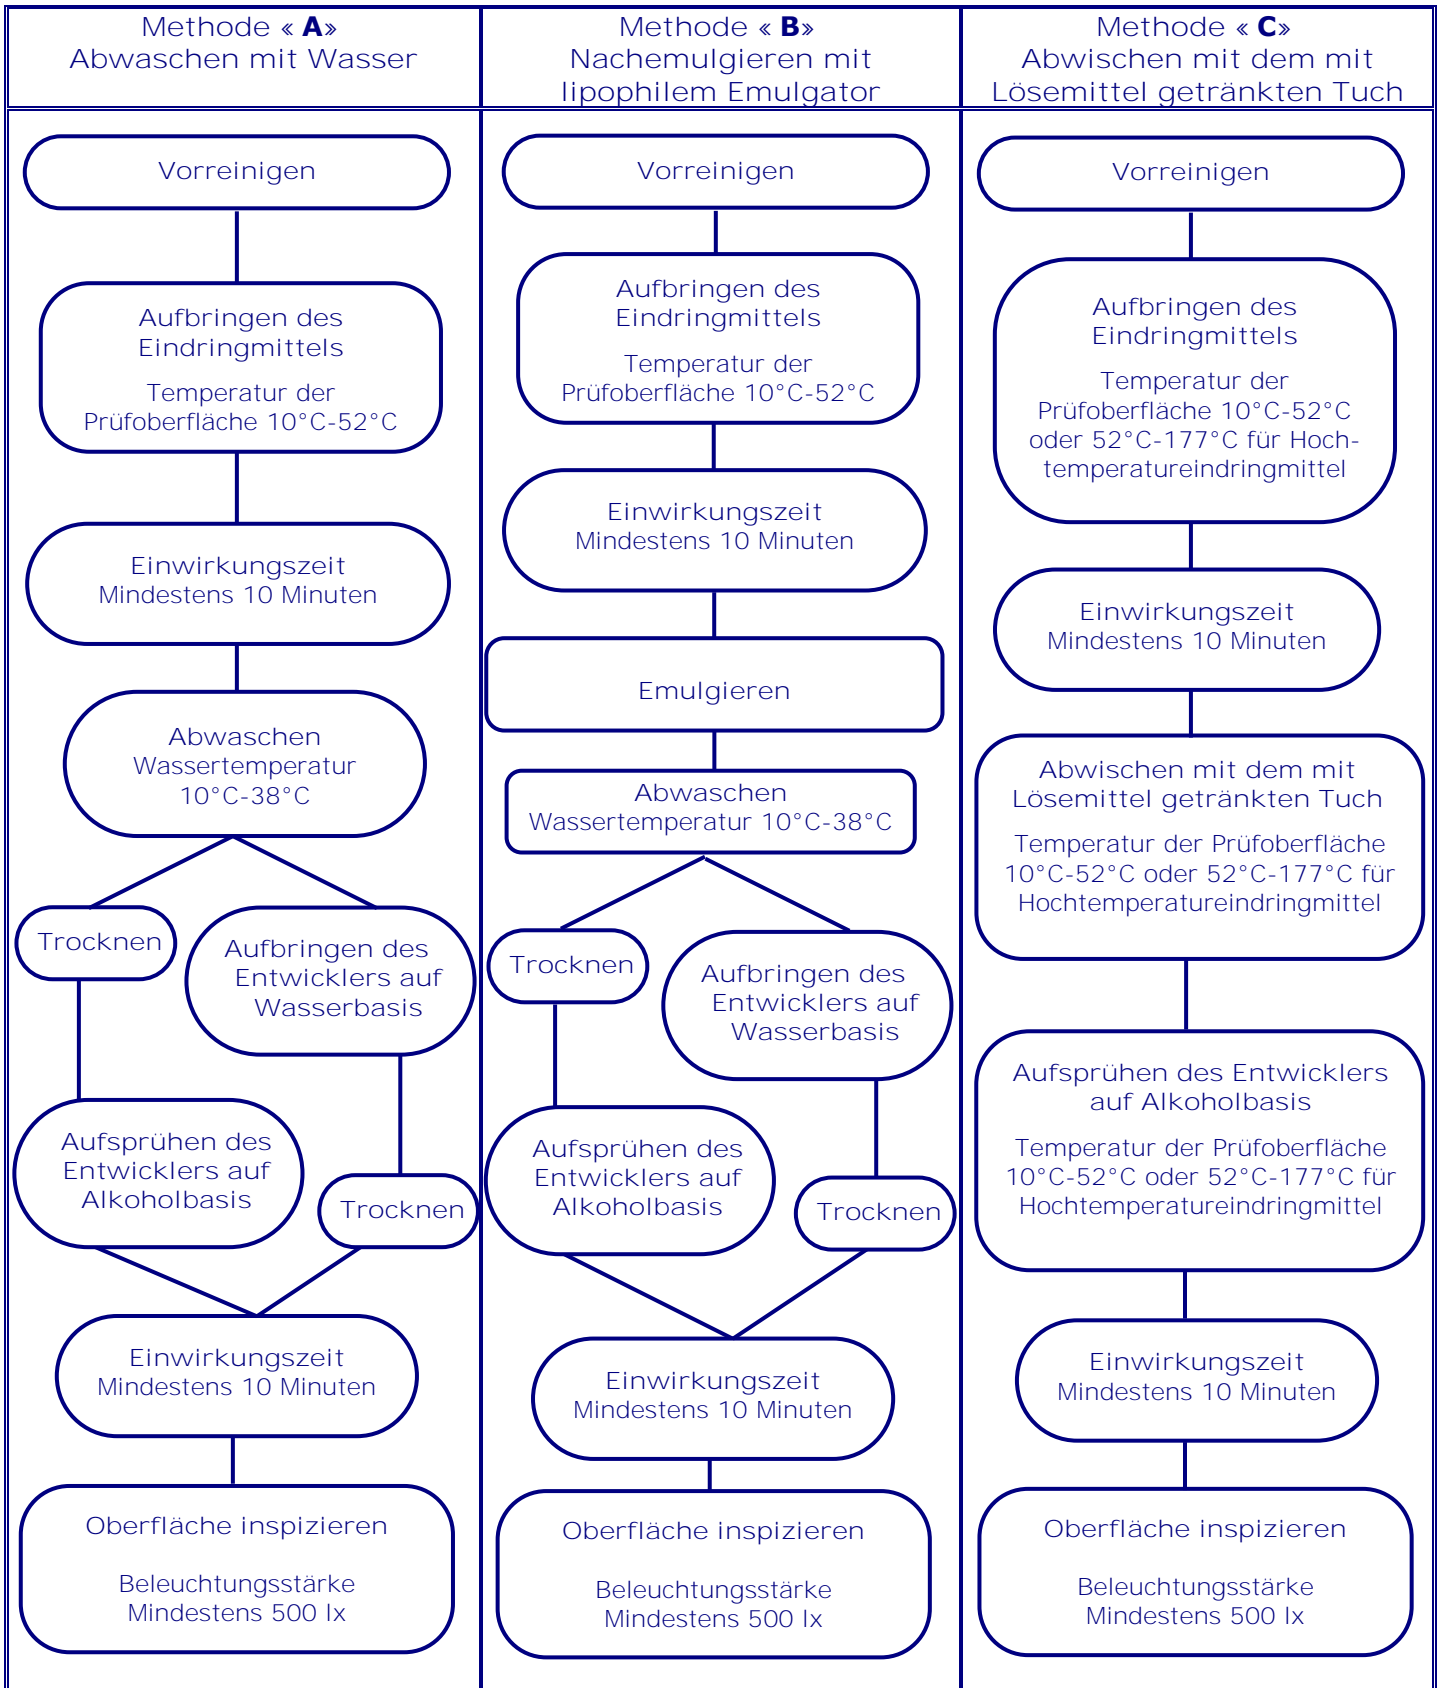 Methode « A»
Abwaschen mit Wasser
Methode « B»
Nachemulgieren mit
lipophilem Emulgator
Methode « C»
Abwischen mit dem mit
Lösemittel getränkten Tuch
Vorreinigen
Aufbringen des
Eindringmittels
Temperatur der
Prüfoberfläche 10°C-52°C
Einwirkungszeit
Mindestens 10 Minuten
Abwaschen
Wassertemperatur
10°C-38°C
Trocknen
Aufbringen des
Entwicklers auf
Wasserbasis
Aufsprühen des
Entwicklers auf
Alkoholbasis
Trocknen
Einwirkungszeit
Mindestens 10 Minuten
Oberfläche inspizieren
Beleuchtungsstärke
Mindestens 500 lx
Vorreinigen
Aufbringen des
Eindringmittels
Temperatur der
Prüfoberfläche 10°C-52°C
Einwirkungszeit
Mindestens 10 Minuten
Emulgieren
Abwaschen
Wassertemperatur 10°C-38°C
Trocknen
Aufbringen des
Entwicklers auf
Wasserbasis
Aufsprühen des
Entwicklers auf
Alkoholbasis
Trocknen
Einwirkungszeit
Mindestens 10 Minuten
Oberfläche inspizieren
Beleuchtungsstärke
Mindestens 500 lx
Vorreinigen
Aufbringen des
Eindringmittels
Temperatur der
Prüfoberfläche 10°C-52°C
oder 52°C-177°C für Hoch-
temperatureindringmittel
Einwirkungszeit
Mindestens 10 Minuten
Abwischen mit dem mit
Lösemittel getränkten Tuch
Temperatur der Prüfoberfläche
10°C-52°C oder 52°C-177°C für
Hochtemperatureindringmittel
Aufsprühen des Entwicklers
auf Alkoholbasis
Temperatur der Prüfoberfläche
10°C-52°C oder 52°C-177°C für
Hochtemperatureindringmittel
Einwirkungszeit
Mindestens 10 Minuten
Oberfläche inspizieren
Beleuchtungsstärke
Mindestens 500 lx